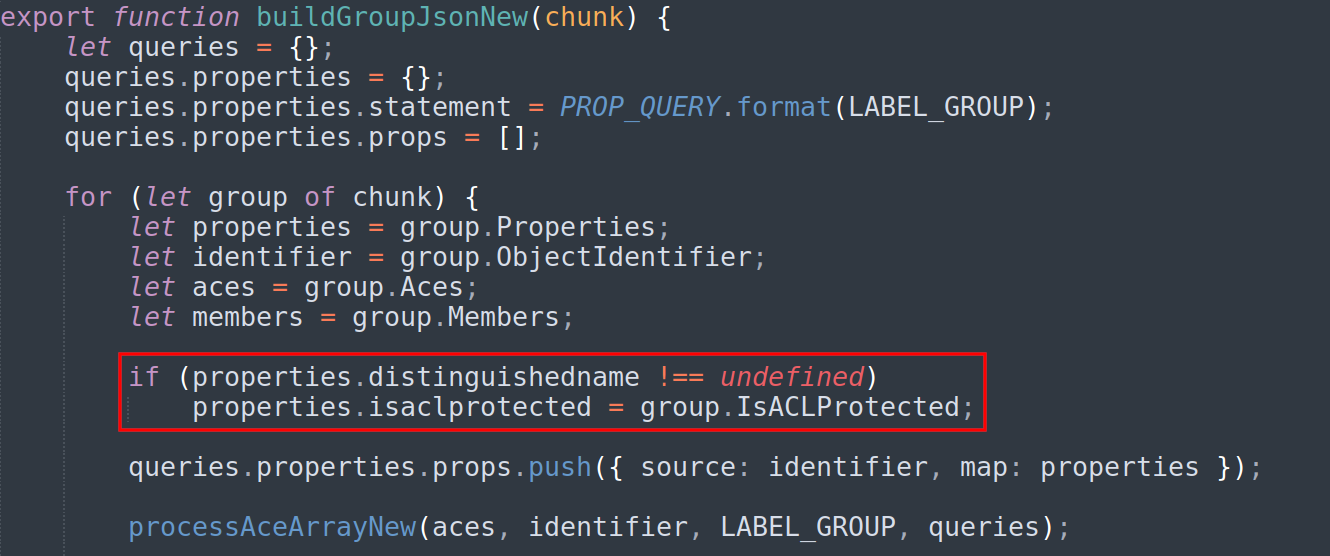 export function buildGroupJsonNew(chunk) {
    let queries = {};
    queries.properties = {};
    queries.properties.statement = PROP_QUERY.format(LABEL_GROUP);
    queries.properties.props = [];

    for (let group of chunk) {
        let properties = group.Properties;
        let identifier = group.ObjectIdentifier;
        let aces = group.Aces;
        let members = group.Members;

        if (properties.distinguishedname !== undefined)
            properties.isaclprotected = group.IsACLProtected;

        queries.properties.props.push({ source: identifier, map: properties });

        processAceArrayNew(aces, identifier, LABEL_GROUP, queries);